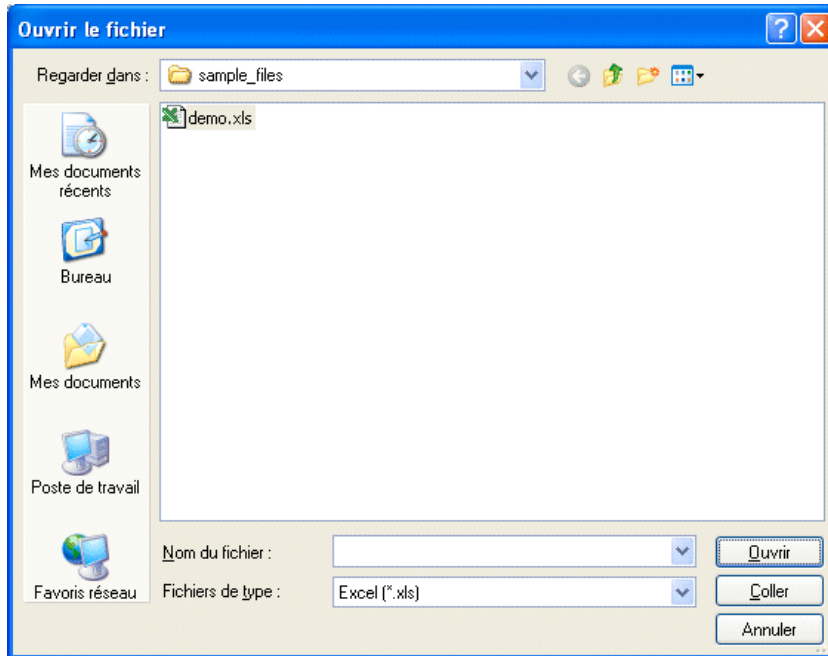 Ouvrir le fichier
Regarder dans :
sample_files
demo.xls
Mes documents
récents
Bureau
Mes documents
Poste de travail
Favoris réseau
Nom du fichier :
Ouvrir
Fichiers de type :
Excel (*.xls)
Coller
Annuler